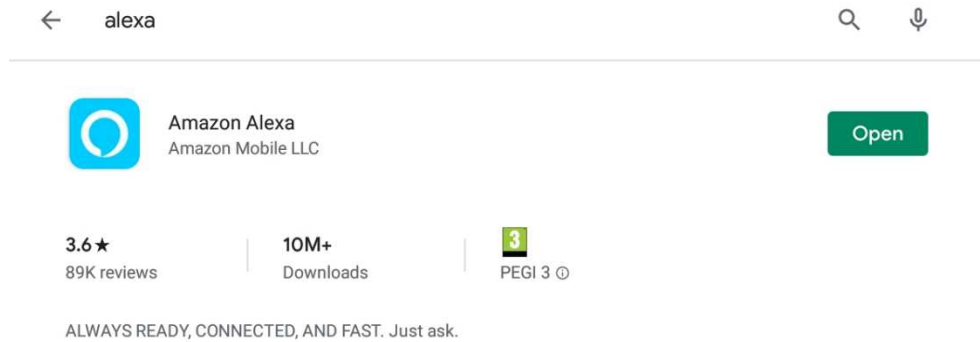 alexa
Amazon Alexa
Amazon Mobile LLC
Open
3.6★
89K reviews
10M+
Downloads
3
PEGI 3
ALWAYS READY, CONNECTED, AND FAST. Just ask.